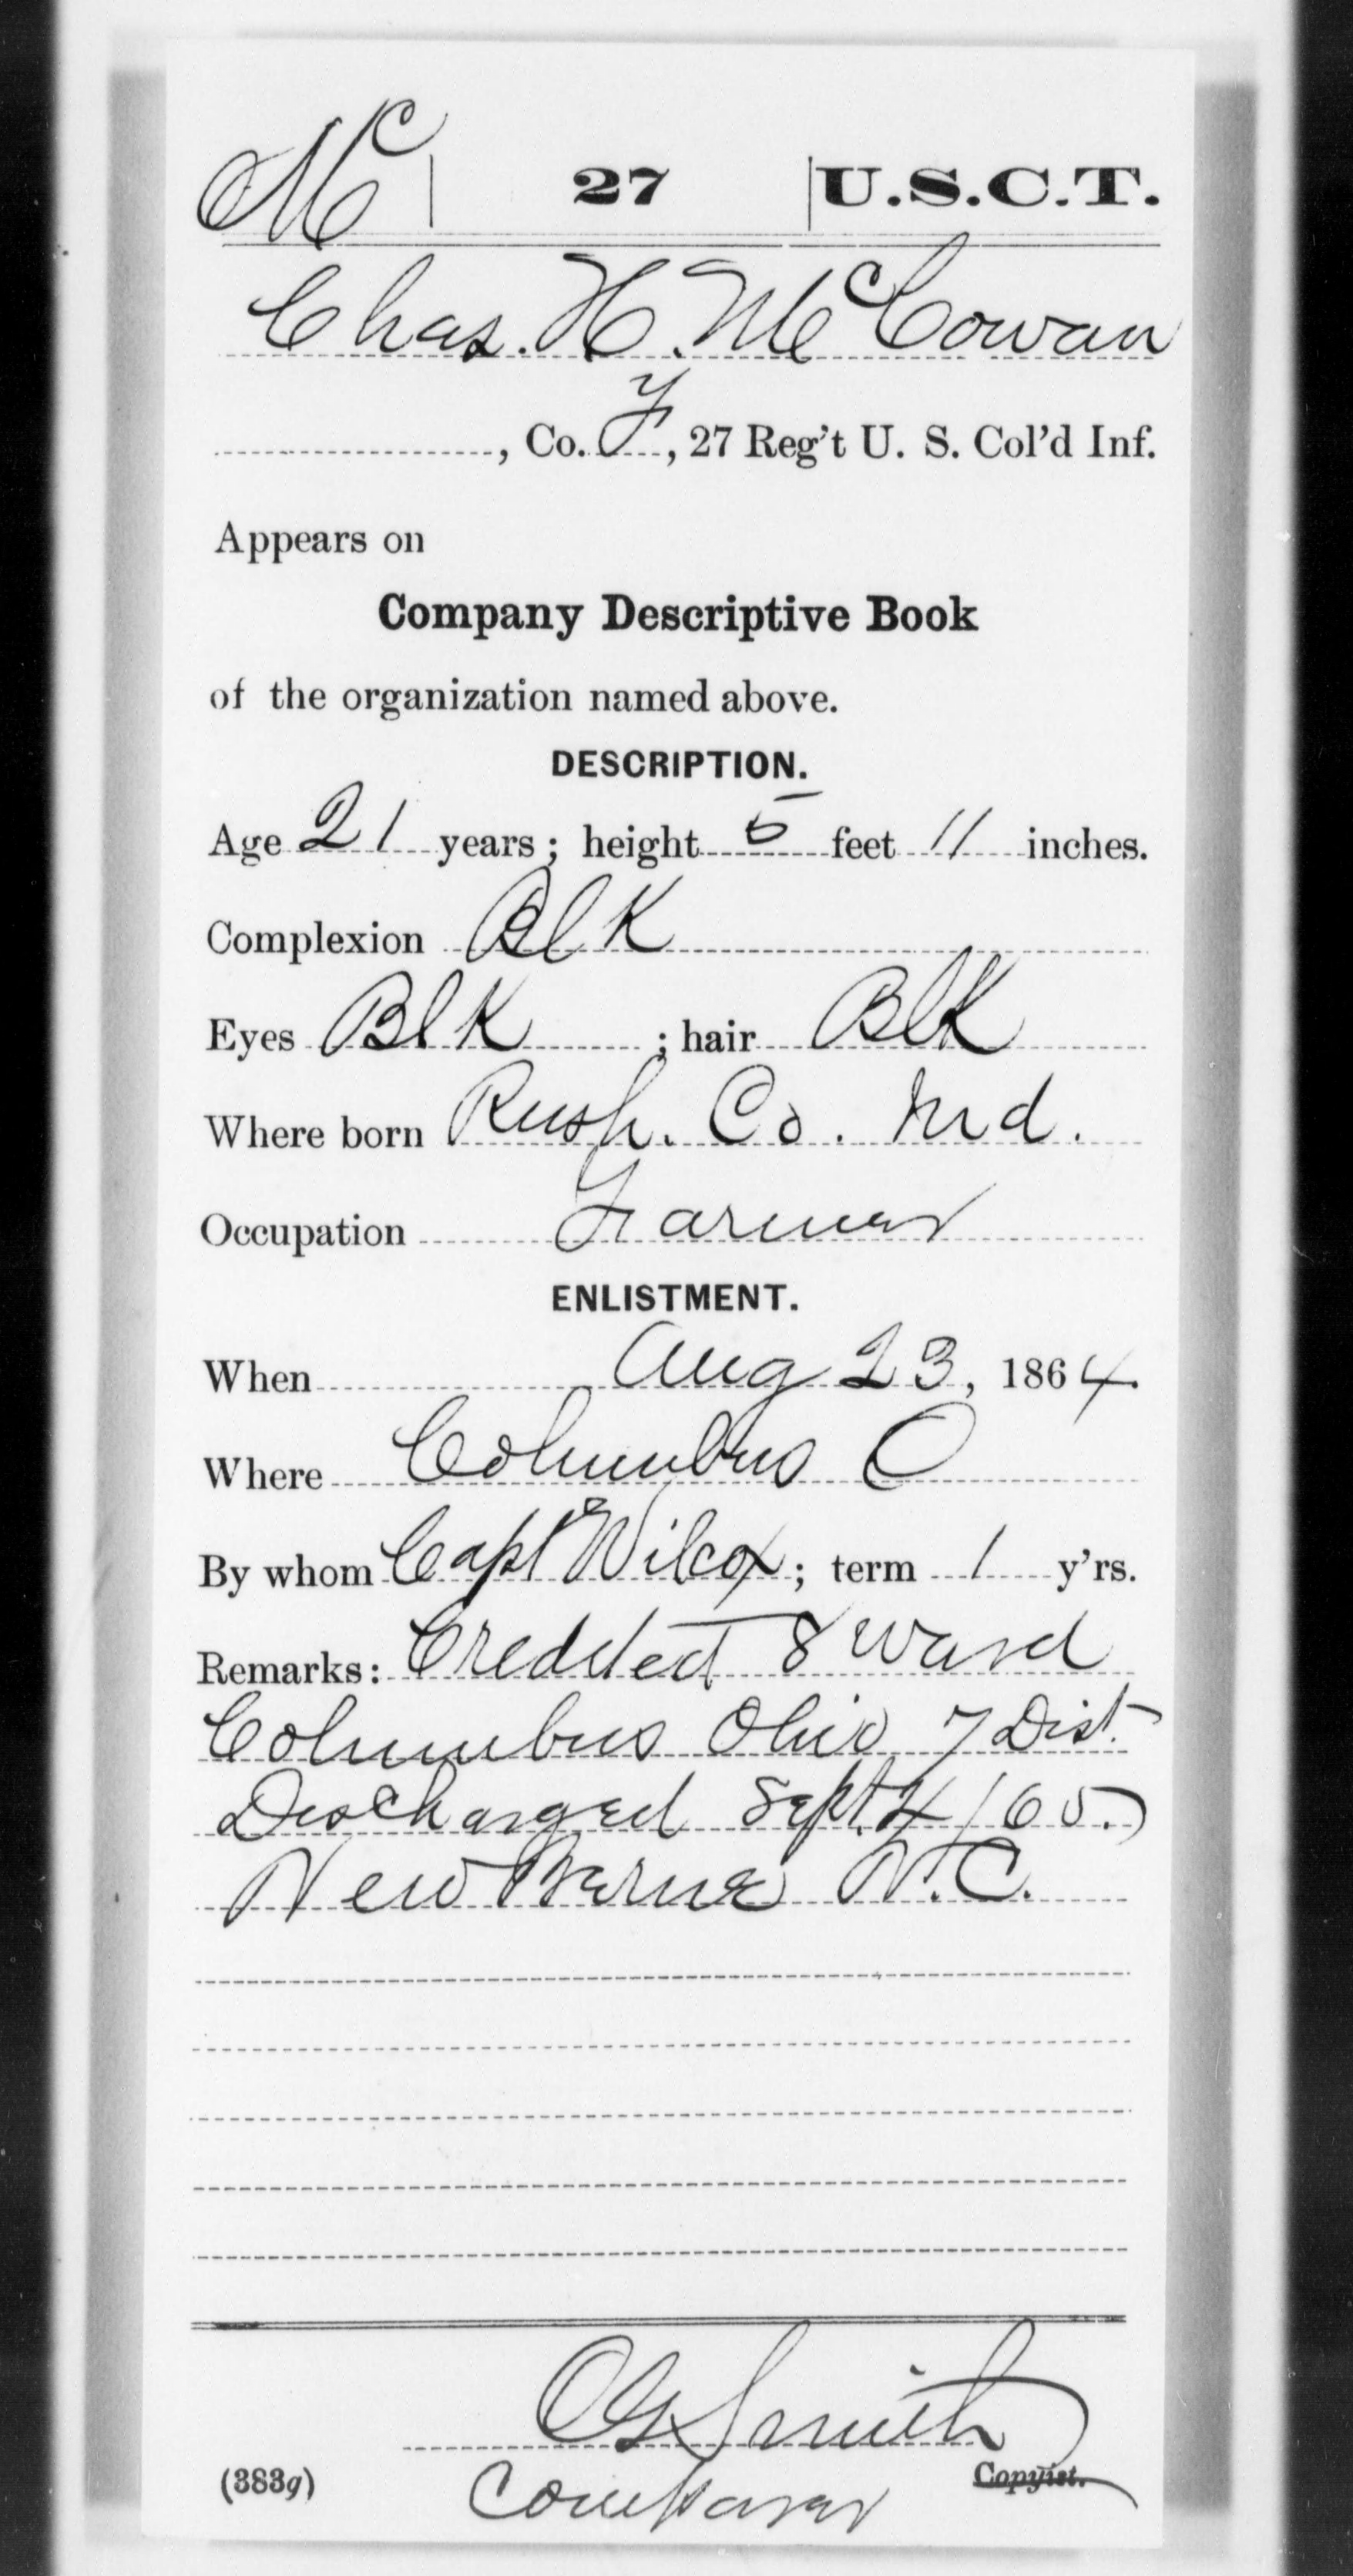 Mc | 27 | U.S.C.T.
Chas. H. McCowan
, Co. F, 27 Reg't U. S. Col'd Inf.
Appears on
Company Descriptive Book
of the organization named above.
DESCRIPTION.
Age 21 years; height 5 feet 11 inches.
Complexion Blk
Eyes Blk ; hair Blk
Where born Rush. Co. Ind.
Occupation Farmer
ENLISTMENT.
When Aug 23, 1864.
Where Columbus O
By whom Capt Wilcox; term 1 y'rs.
Remarks: Credited 8 Ward
Columbus Ohio 7 Dist.
Discharged Sept. 4/65.
New Berne N.C.
Smith
(383g) Copyist.
Comparer